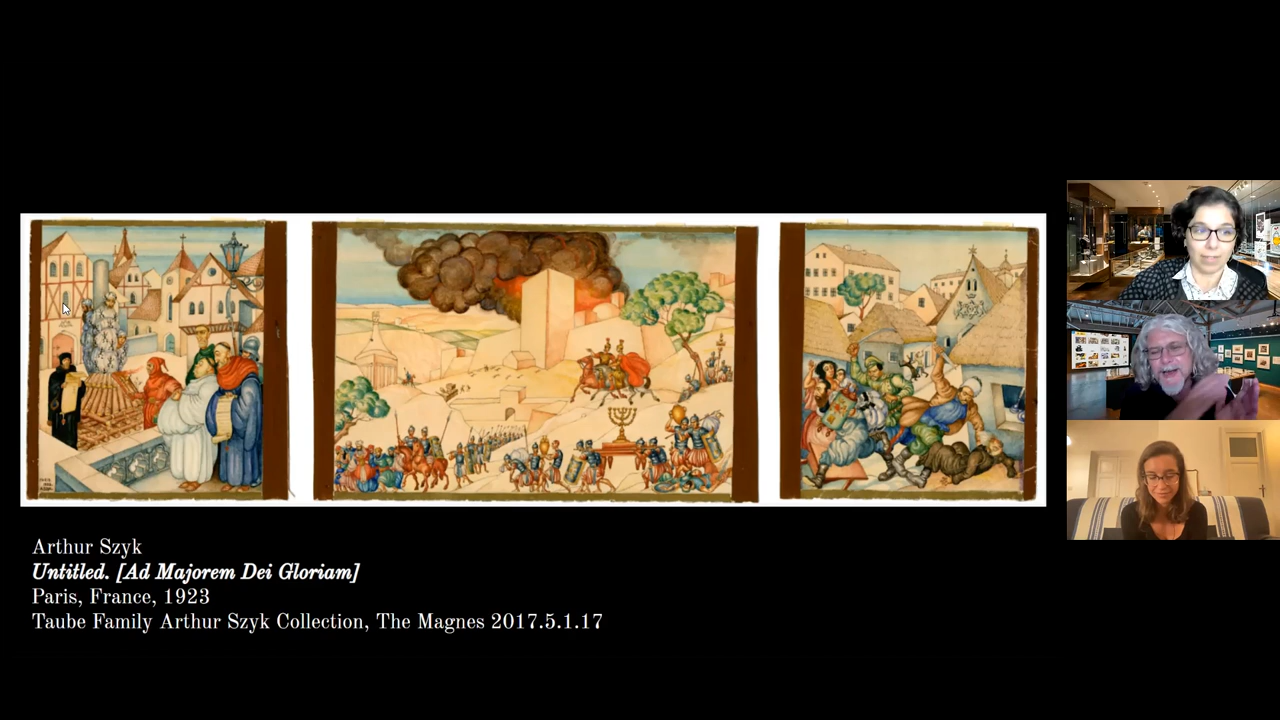 Arthur Szyk
Untitled. [Ad Majorem Dei Gloriam]
Paris, France, 1923
Taube Family Arthur Szyk Collection, The Magnes 2017.5.1.17